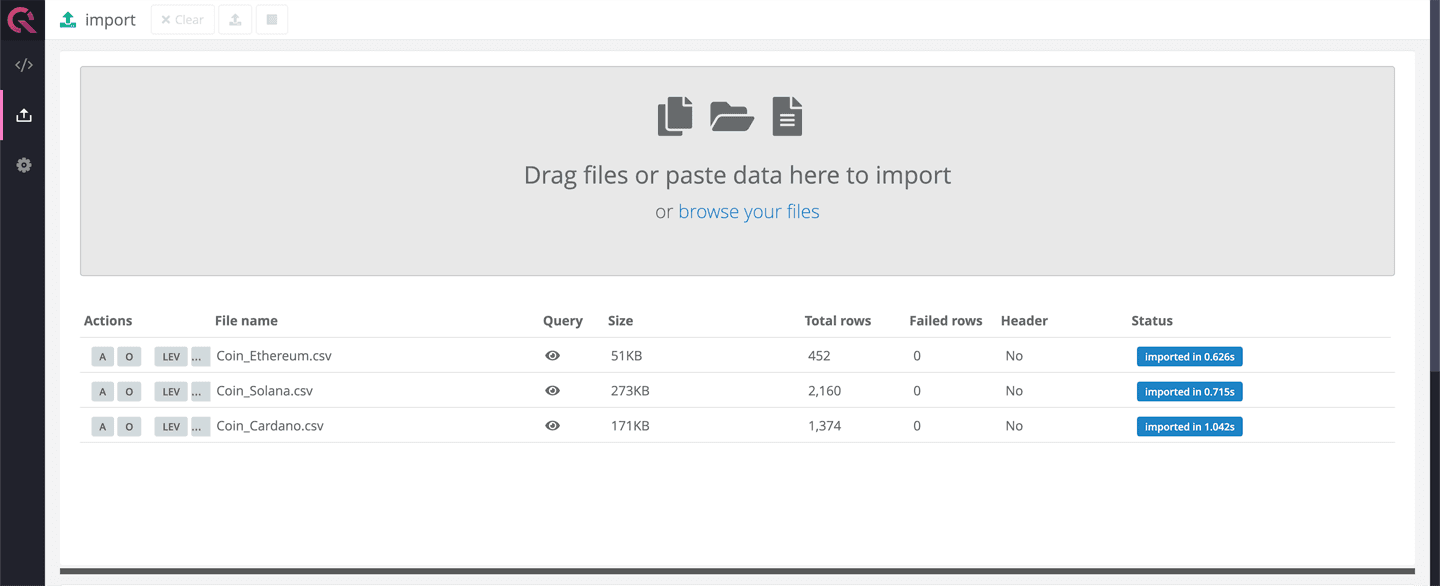 import
Clear
Drag files or paste data here to import
or browse your files
Actions File name Query Size Total rows Failed rows Header Status
A O LEV ... Coin_Ethereum.csv 51KB 452 0 No imported in 0.626s
A O LEV ... Coin_Solana.csv 273KB 2,160 0 No imported in 0.715s
A O LEV ... Coin_Cardano.csv 171KB 1,374 0 No imported in 1.042s